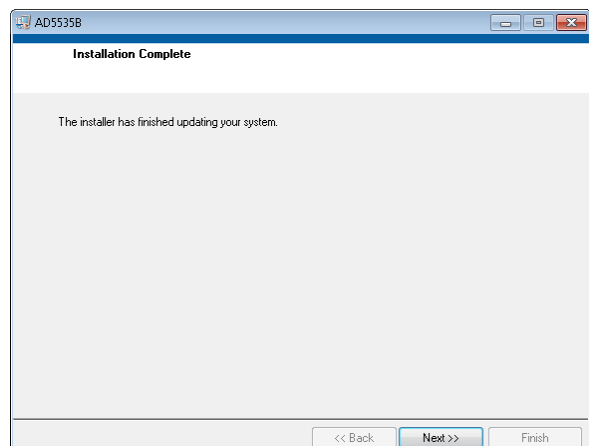 AD5535B
Installation Complete
The installer has finished updating your system.
<< Back Next >> Finish